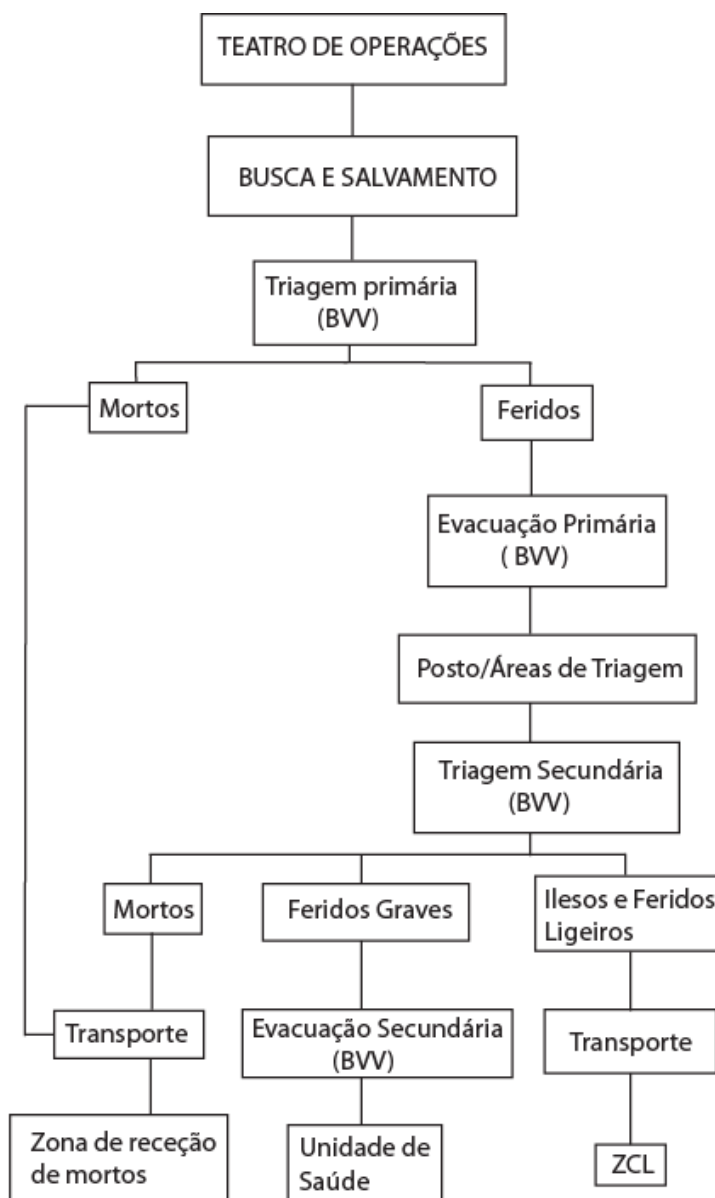 TEATRO DE OPERAÇÕES
BUSCA E SALVAMENTO
Triagem primária
(BVV)
Mortos
Feridos
Evacuação Primária
( BVV)
Posto/Áreas de Triagem
Triagem Secundária
(BVV)
Mortos
Feridos Graves
Ilesos e Feridos
Ligeiros
Transporte
Evacuação Secundária
(BVV)
Transporte
Zona de receção
de mortos
Unidade de
Saúde
ZCL